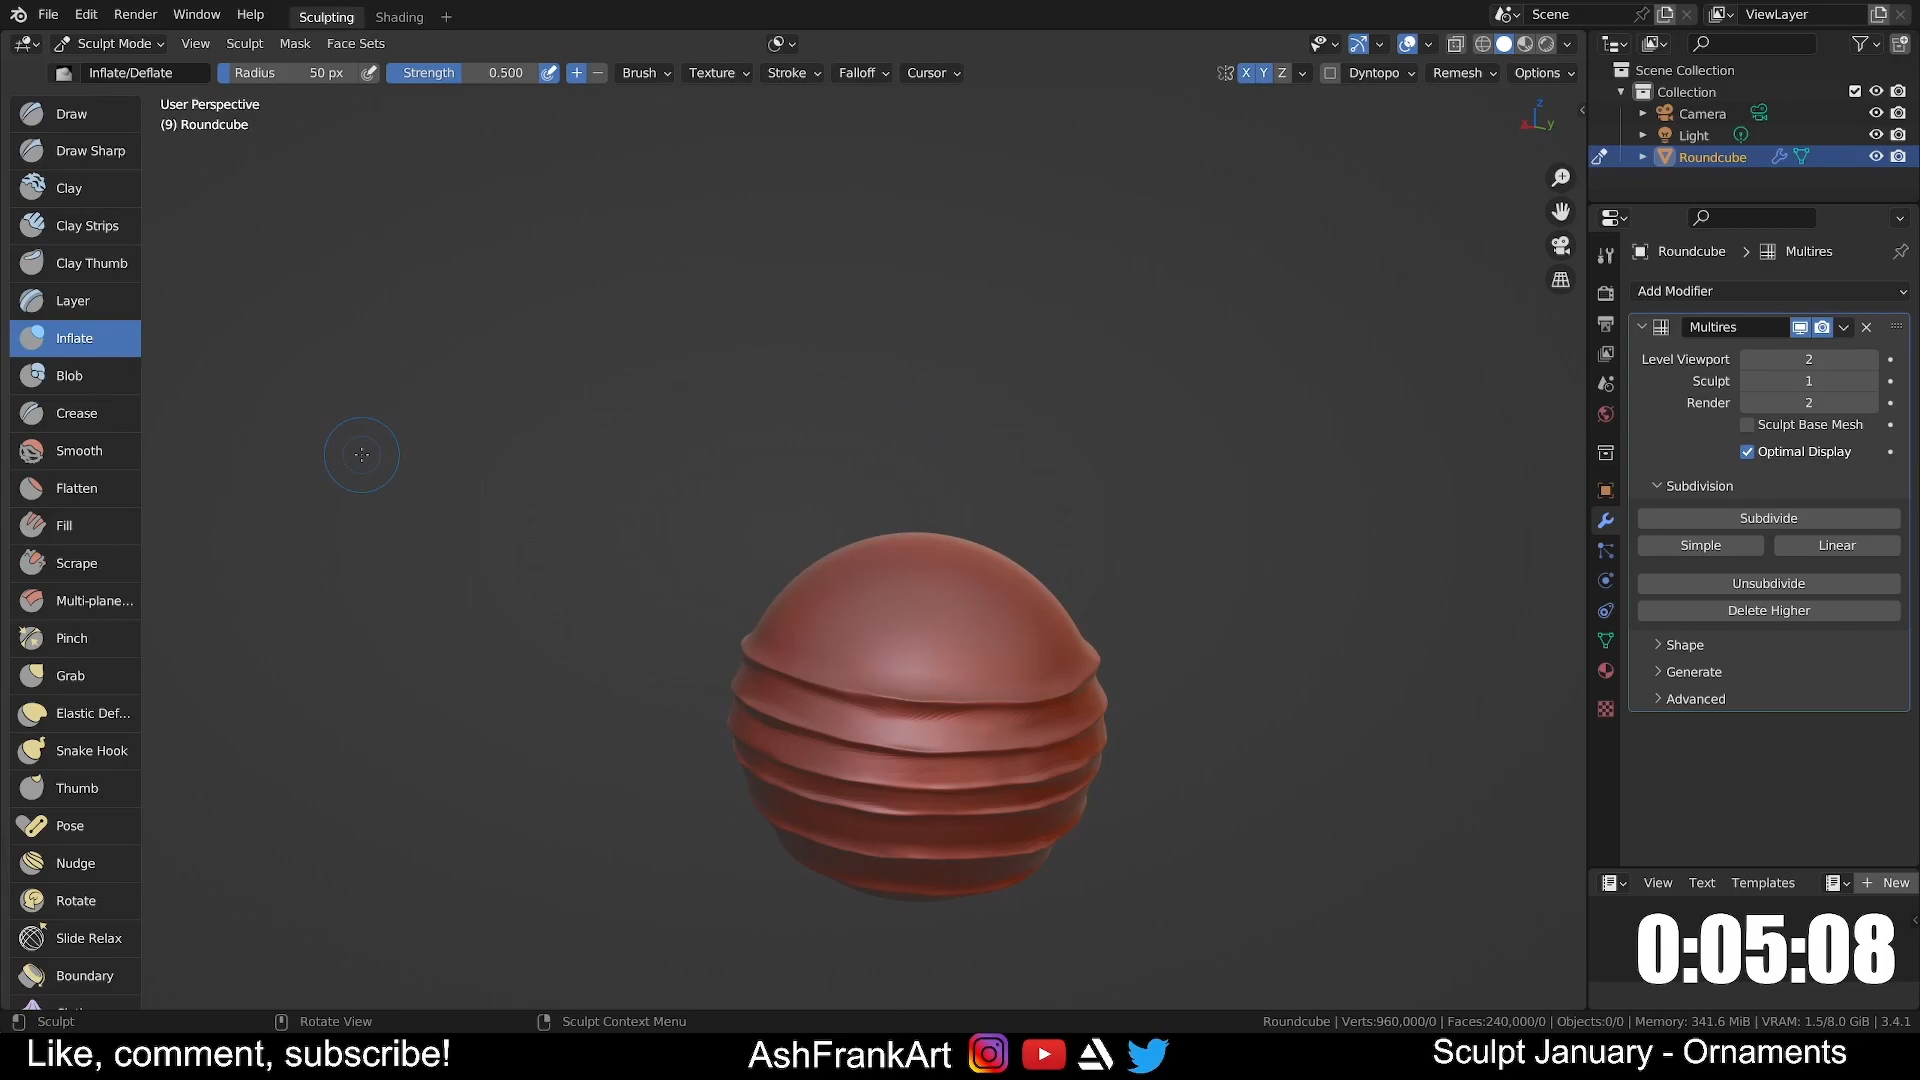 File Edit Render Window Help Sculpting Shading + Scene ViewLayer
Sculpt Mode View Sculpt Mask Face Sets
Inflate/Deflate Radius 50 px Strength 0.500 + − Brush Texture Stroke Falloff Cursor X Y Z Dyntopo Remesh Options
User Perspective
(9) Roundcube
Draw
Draw Sharp
Clay
Clay Strips
Clay Thumb
Layer
Inflate
Blob
Crease
Smooth
Flatten
Fill
Scrape
Multi-plane...
Pinch
Grab
Elastic Def...
Snake Hook
Thumb
Pose
Nudge
Rotate
Slide Relax
Boundary
Z
X
Y
Scene Collection
Collection
Camera
Light
Roundcube
Roundcube > Multires
Add Modifier
Multires
Level Viewport 2
Sculpt 1
Render 2
Sculpt Base Mesh
Optimal Display
Subdivision
Subdivide
Simple Linear
Unsubdivide
Delete Higher
Shape
Generate
Advanced
View Text Templates + New
0:05:08
Sculpt Rotate View Sculpt Context Menu Roundcube | Verts:960,000/0 | Faces:240,000/0 | Objects:0/0 | Memory: 341.6 MiB | VRAM: 1.5/8.0 GiB | 3.4.1
Like, comment, subscribe! AshFrankArt Sculpt January - Ornaments